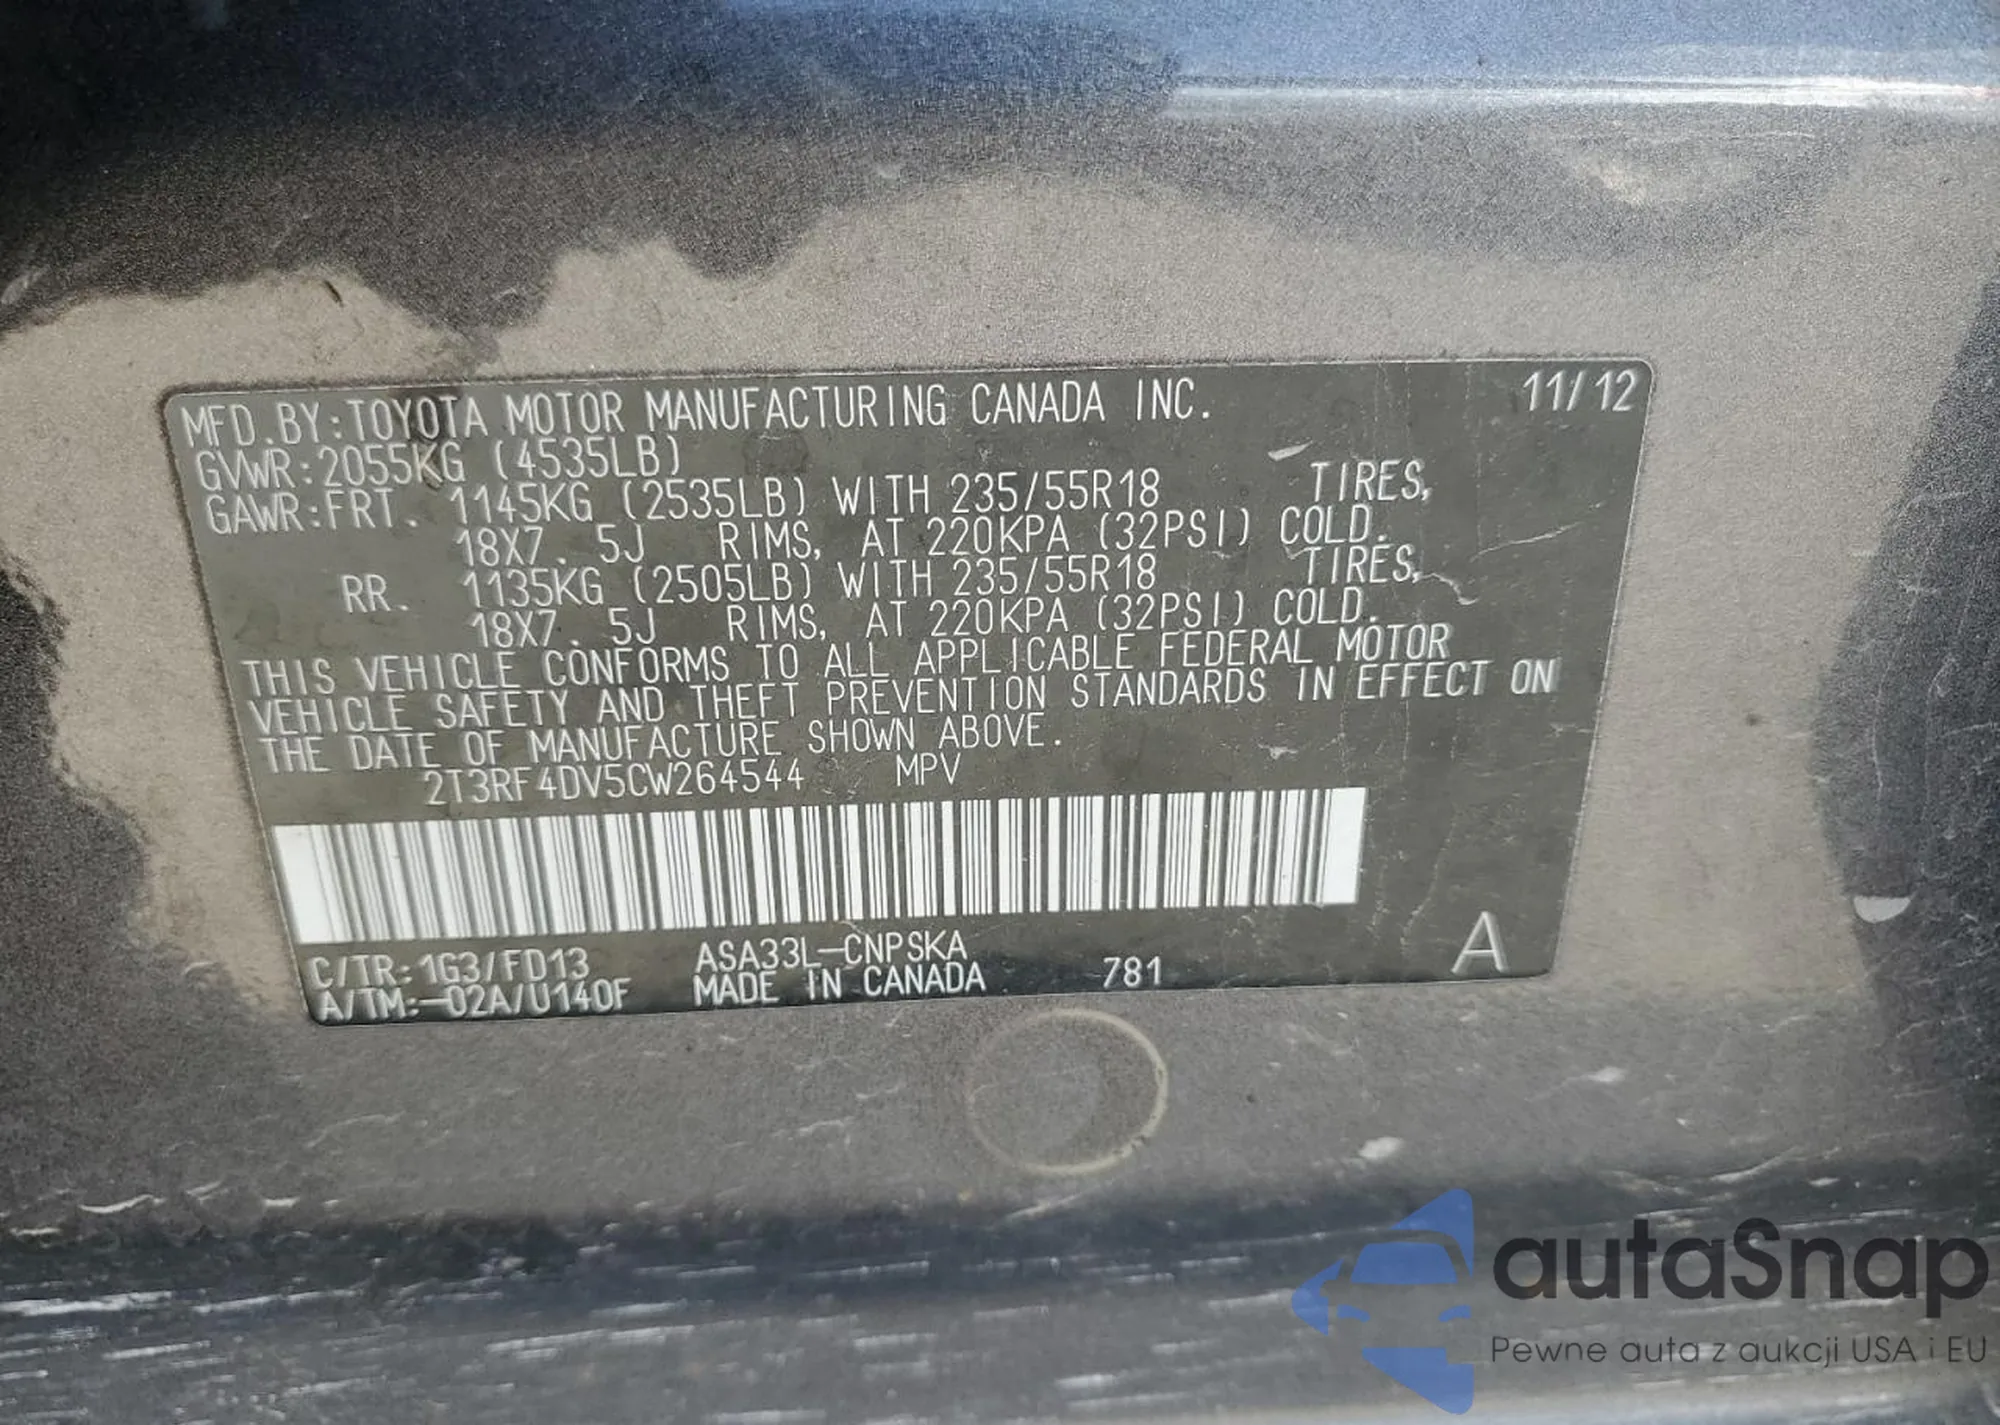 MFD.BY:TOYOTA MOTOR MANUFACTURING CANADA INC. 11/12
GVWR:2055KG (4535LB)
GAWR:FRT. 1145KG (2535LB) WITH 235/55R18 TIRES,
18X7.5J RIMS, AT 220KPA (32PSI) COLD.
RR. 1135KG (2505LB) WITH 235/55R18 TIRES,
18X7.5J RIMS, AT 220KPA (32PSI) COLD.
THIS VEHICLE CONFORMS TO ALL APPLICABLE FEDERAL MOTOR
VEHICLE SAFETY AND THEFT PREVENTION STANDARDS IN EFFECT ON
THE DATE OF MANUFACTURE SHOWN ABOVE.
2T3RF4DV5CW264544 MPV
C/TR:1G3/FD13 ASA33L-CNPSKA
A/TM:-02A/U140F MADE IN CANADA 781 A
autaSnap
Pewne auta z aukcji USA i EU